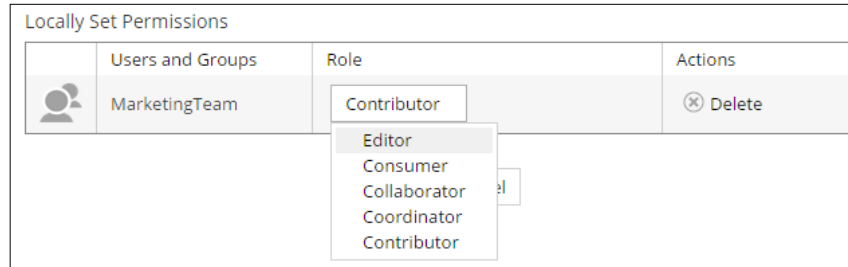 Locally Set Permissions
Users and Groups Role Actions
MarketingTeam Contributor Delete
Editor
Consumer
Collaborator
Coordinator
Contributor